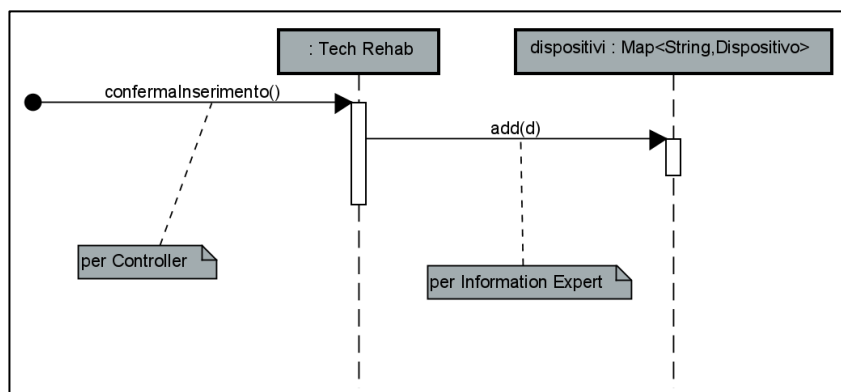 : Tech Rehab
dispositivi : Map<String,Dispositivo>
confermaInserimento()
add(d)
per Controller
per Information Expert